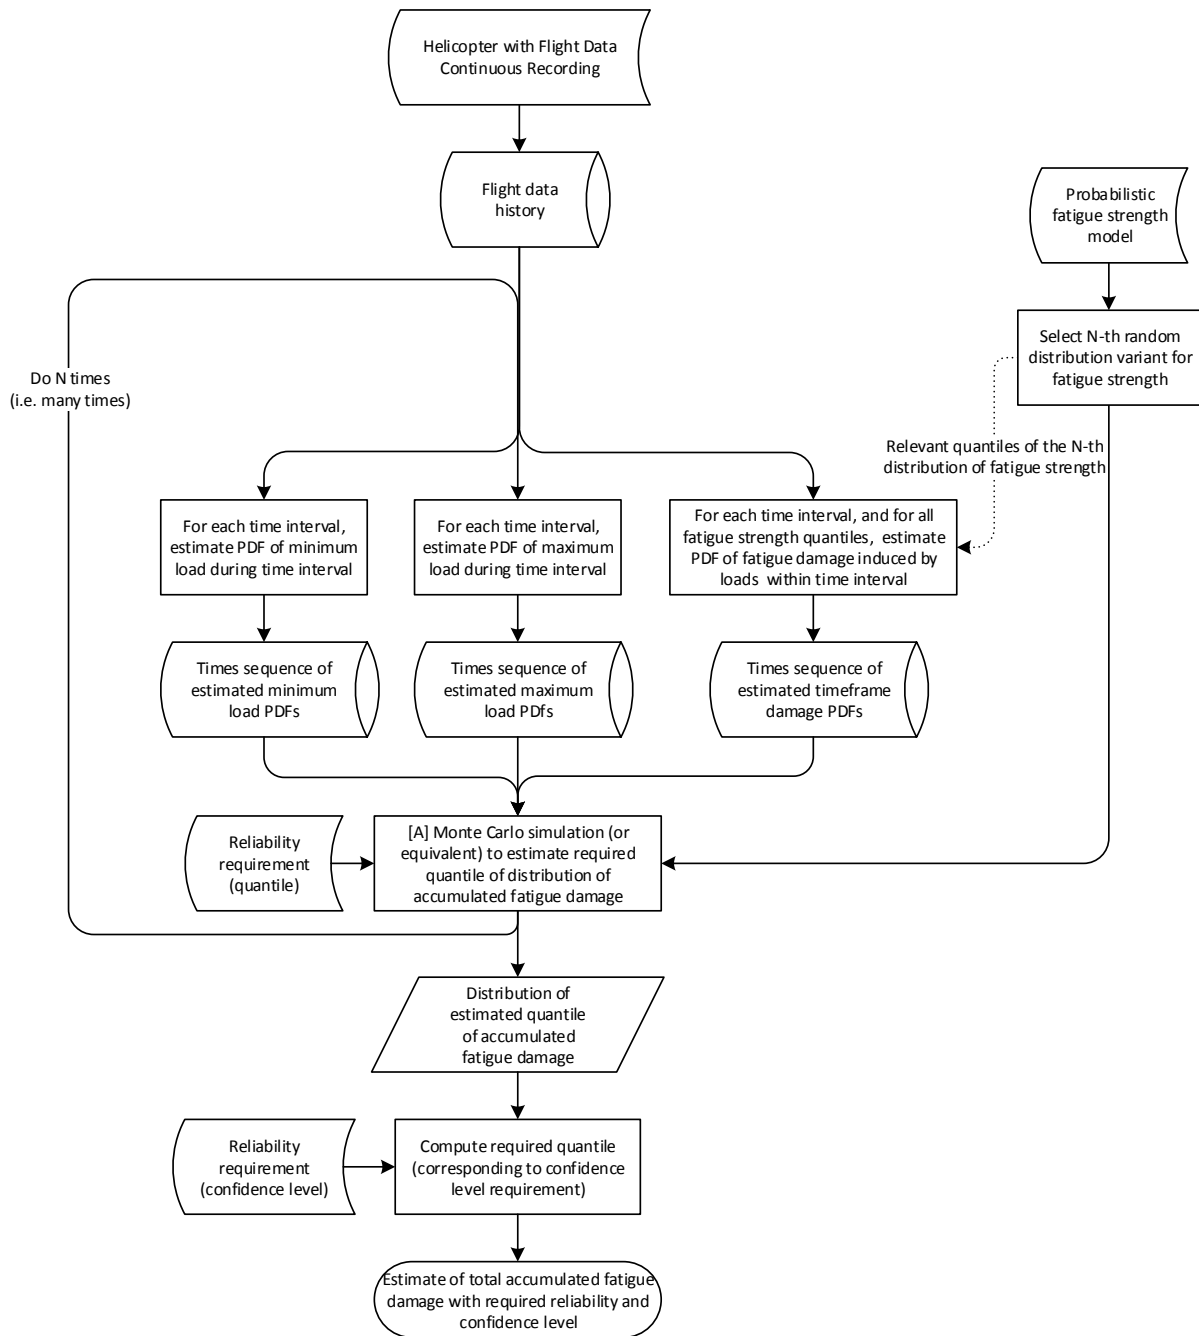 Helicopter with Flight Data
Continuous Recording
Flight data
history
Probabilistic
fatigue strength
model
Select N-th random
distribution variant for
fatigue strength
Do N times
(i.e. many times)
Relevant quantiles of the N-th
distribution of fatigue strength
For each time interval,
estimate PDF of minimum
load during time interval
For each time interval,
estimate PDF of maximum
load during time interval
For each time interval, and for all
fatigue strength quantiles, estimate
PDF of fatigue damage induced by
loads within time interval
Times sequence of
estimated minimum
load PDFs
Times sequence of
estimated maximum
load PDfs
Times sequence of
estimated timeframe
damage PDFs
Reliability
requirement
(quantile)
[A] Monte Carlo simulation (or
equivalent) to estimate required
quantile of distribution of
accumulated fatigue damage
Distribution of
estimated quantile
of accumulated
fatigue damage
Reliability
requirement
(confidence level)
Compute required quantile
(corresponding to confidence
level requirement)
Estimate of total accumulated fatigue
damage with required reliability and
confidence level